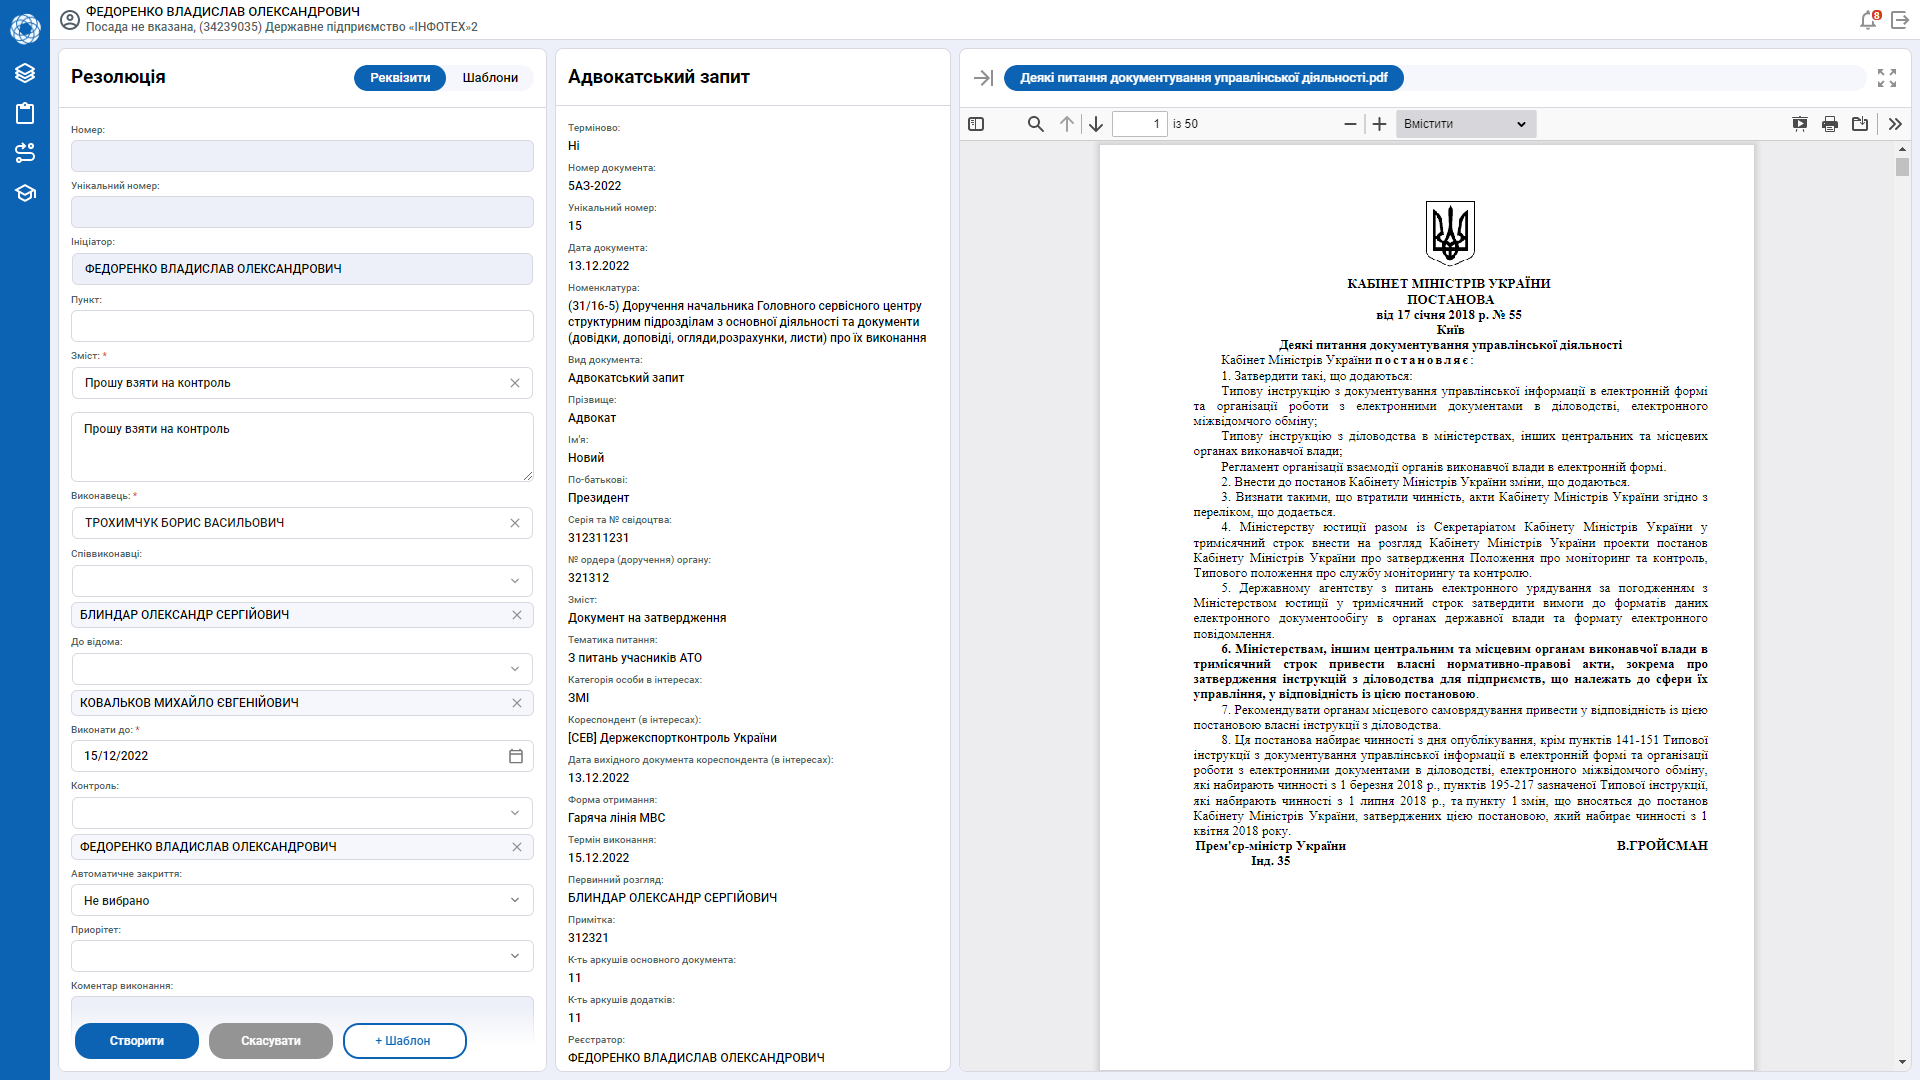 ФЕДОРЕНКО ВЛАДИСЛАВ ОЛЕКСАНДРОВИЧ
Посада не вказана, (34239035) Державне підприємство «ІНФОТЕХ»2
8
Резолюція
Реквізити
Шаблони
Номер:
Унікальний номер:
Ініціатор:
ФЕДОРЕНКО ВЛАДИСЛАВ ОЛЕКСАНДРОВИЧ
Пункт:
Зміст: *
Прошу взяти на контроль
Прошу взяти на контроль
Виконавець: *
ТРОХИМЧУК БОРИС ВАСИЛЬОВИЧ
Співвиконавці:
БЛИНДАР ОЛЕКСАНДР СЕРГІЙОВИЧ
До відома:
КОВАЛЬКОВ МИХАЙЛО ЄВГЕНІЙОВИЧ
Виконати до: *
15/12/2022
Контроль:
ФЕДОРЕНКО ВЛАДИСЛАВ ОЛЕКСАНДРОВИЧ
Автоматичне закриття:
Не вибрано
Приорітет:
Коментар виконання:
Створити
Скасувати
+ Шаблон
Адвокатський запит
Терміново:
Ні
Номер документа:
5АЗ-2022
Унікальний номер:
15
Дата документа:
13.12.2022
Номенклатура:
(31/16-5) Доручення начальника Головного сервісного центру
структурним підрозділам з основної діяльності та документи
(довідки, доповіді, огляди,розрахунки, листи) про їх виконання
Вид документа:
Адвокатський запит
Прізвище:
Адвокат
Ім'я:
Новий
По-батькові:
Президент
Серія та № свідоцтва:
312311231
№ ордера (доручення) органу:
321312
Зміст:
Документ на затвердження
Тематика питання:
З питань учасників АТО
Категорія особи в інтересах:
ЗМІ
Кореспондент (в інтересах):
[СЕВ] Держекспортконтроль України
Дата вихідного документа кореспондента (в інтересах):
13.12.2022
Форма отримання:
Гаряча лінія МВС
Термін виконання:
15.12.2022
Первинний розгляд:
БЛИНДАР ОЛЕКСАНДР СЕРГІЙОВИЧ
Примітка:
312321
К-ть аркушів основного документа:
11
К-ть аркушів додатків:
11
Реєстратор:
ФЕДОРЕНКО ВЛАДИСЛАВ ОЛЕКСАНДРОВИЧ
Деякі питання документування управлінської діяльності.pdf
1 із 50
Вмістити
КАБІНЕТ МІНІСТРІВ УКРАЇНИ
ПОСТАНОВА
від 17 січня 2018 р. № 55
Київ
Деякі питання документування управлінської діяльності
Кабінет Міністрів України постановляє:
1. Затвердити такі, що додаються:
Типову інструкцію з документування управлінської інформації в електронній формі
та організації роботи з електронними документами в діловодстві, електронного
міжвідомчого обміну;
Типову інструкцію з діловодства в міністерствах, інших центральних та місцевих
органах виконавчої влади;
Регламент організації взаємодії органів виконавчої влади в електронній формі.
2. Внести до постанов Кабінету Міністрів України зміни, що додаються.
3. Визнати такими, що втратили чинність, акти Кабінету Міністрів України згідно з
переліком, що додається.
4. Міністерству юстиції разом із Секретаріатом Кабінету Міністрів України у
тримісячний строк внести на розгляд Кабінету Міністрів України проекти постанов
Кабінету Міністрів України про затвердження Положення про моніторинг та контроль,
Типового положення про службу моніторингу та контролю.
5. Державному агентству з питань електронного урядування за погодженням з
Міністерством юстиції у тримісячний строк затвердити вимоги до форматів даних
електронного документообігу в органах державної влади та формату електронного
повідомлення.
6. Міністерствам, іншим центральним та місцевим органам виконавчої влади в
тримісячний строк привести власні нормативно-правові акти, зокрема про
затвердження інструкцій з діловодства для підприємств, що належать до сфери їх
управління, у відповідність із цією постановою.
7. Рекомендувати органам місцевого самоврядування привести у відповідність із цією
постановою власні інструкції з діловодства.
8. Ця постанова набирає чинності з дня опублікування, крім пунктів 141-151 Типової
інструкції з документування управлінської інформації в електронній формі та організації
роботи з електронними документами в діловодстві, електронного міжвідомчого обміну,
які набирають чинності з 1 березня 2018 р., пунктів 195-217 зазначеної Типової інструкції,
які набирають чинності з 1 липня 2018 р., та пункту 1 змін, що вносяться до постанов
Кабінету Міністрів України, затверджених цією постановою, який набирає чинності з 1
квітня 2018 року.
Прем'єр-міністр України В.ГРОЙСМАН
Інд. 35